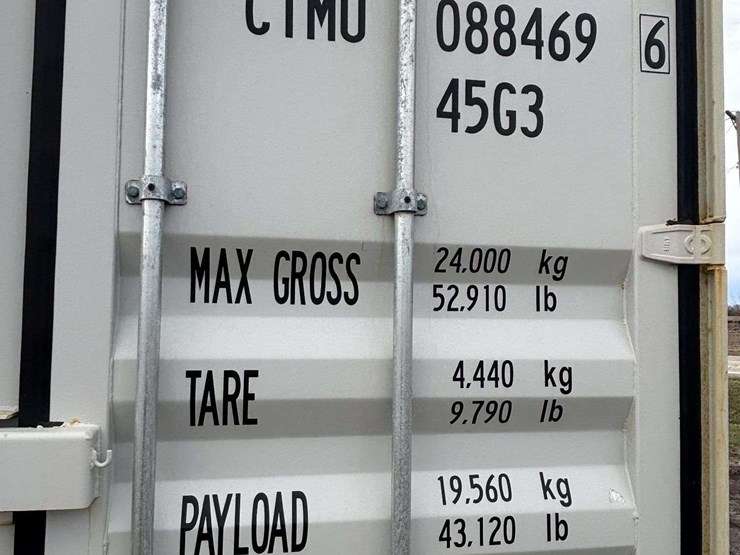 CTMU 088469 6
45G3
MAX GROSS 24,000 kg
52,910 lb
TARE 4,440 kg
9,790 lb
PAYLOAD 19,560 kg
43,120 lb